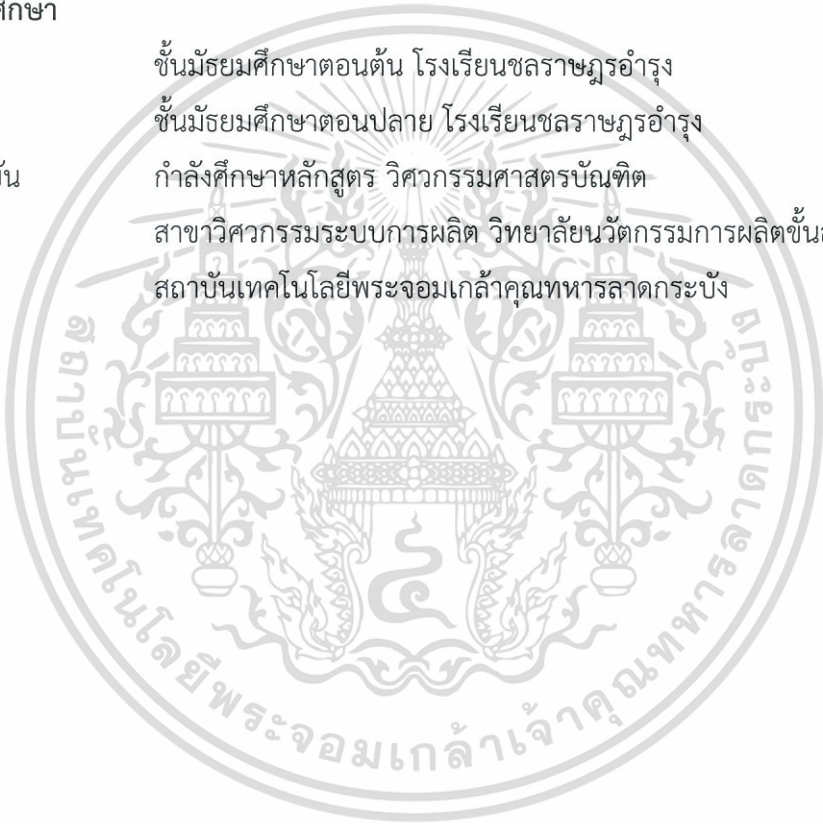 ศึกษา
ชั้นมัธยมศึกษาตอนต้น โรงเรียนชลราษฎรอำรุง
ชั้นมัธยมศึกษาตอนปลาย โรงเรียนชลราษฎรอำรุง
กำลังศึกษาหลักสูตร วิศวกรรมศาสตรบัณฑิต
สาขาวิศวกรรมระบบการผลิต วิทยาลัยนวัตกรรมการผลิตขั้น
สถาบันเทคโนโลยีพระจอมเกล้าคุณทหารลาดกระบัง
สถาบันเทคโนโลยีพระจอมเกล้าเจ้าคุณทหารลาดกระบัง